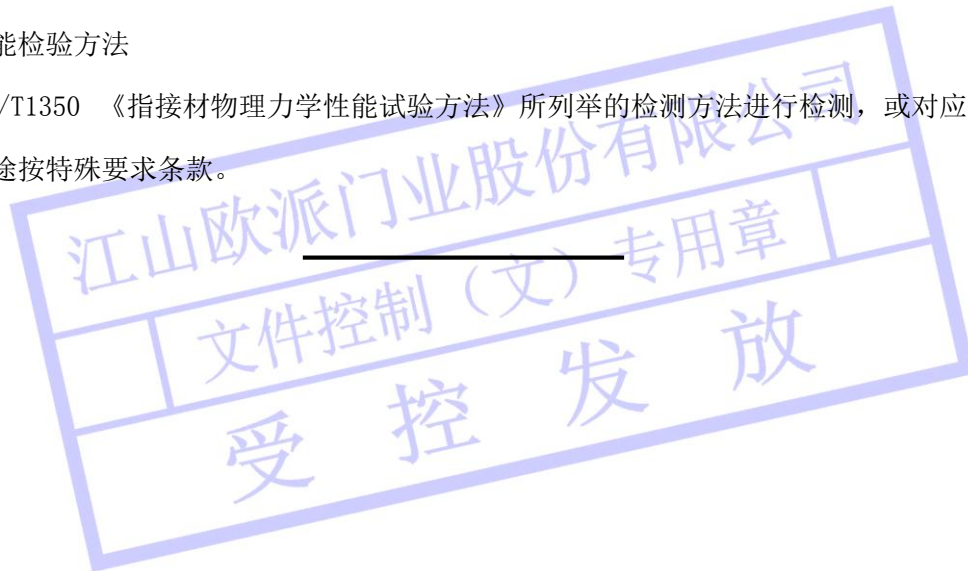 能检验方法
/T1350 《指接材物理力学性能试验方法》所列举的检测方法进行检测，或对应
途按特殊要求条款。
江山欧派门业股份有限公司
文件控制（文）专用章
受控发放